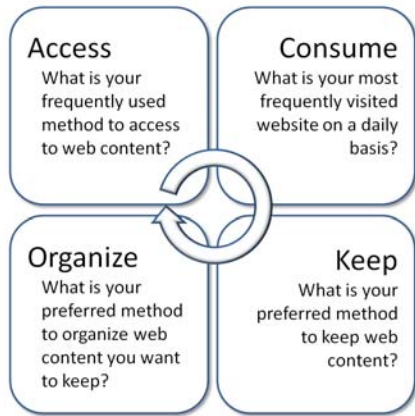 Access
What is your
frequently used
method to access
to web content?
Consume
What is your most
frequently visited
website on a daily
basis?
Organize
What is your
preferred method
to organize web
content you want
to keep?
Keep
What is your
preferred method
to keep web
content?